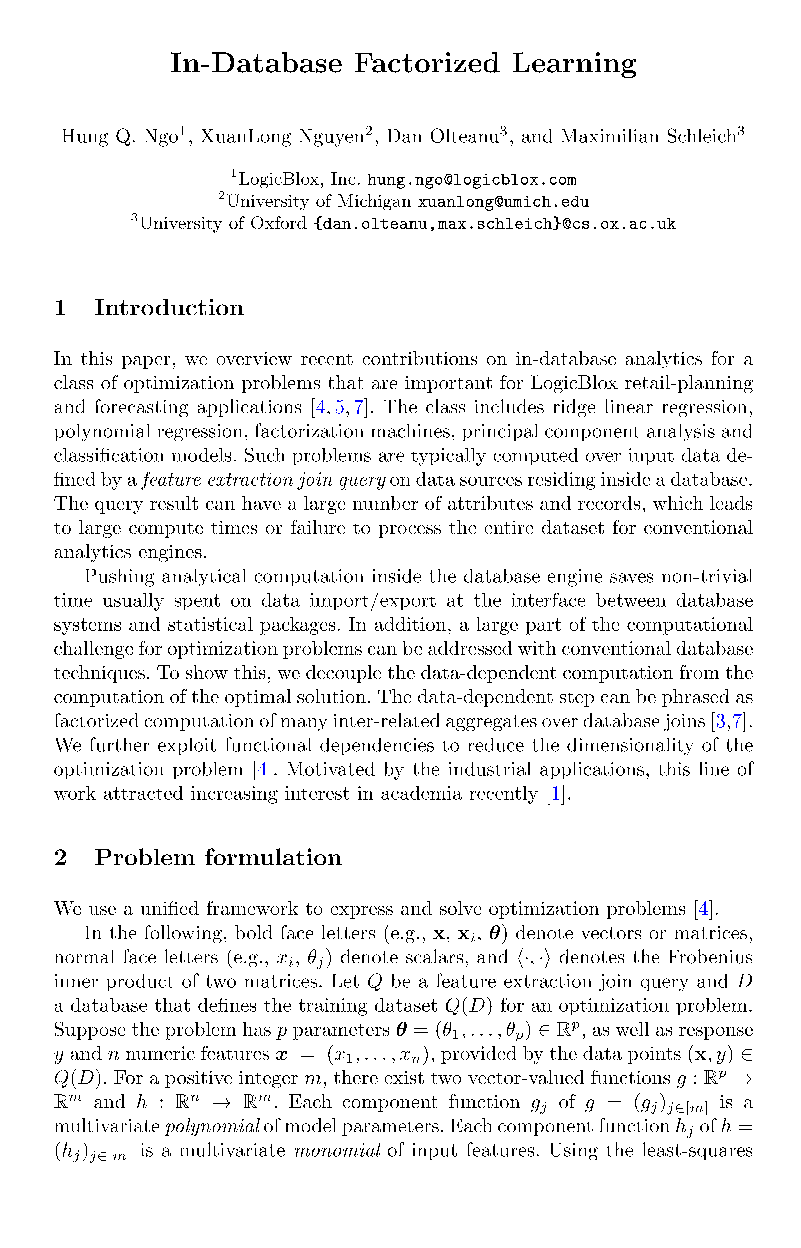 In-Database Factorized Learning
Hung Q. Ngo¹, XuanLong Nguyen², Dan Olteanu³, and Maximilian Schleich³
¹LogicBlox, Inc. hung.ngo@logicblox.com
²University of Michigan xuanlong@umich.edu
³University of Oxford {dan.olteanu,max.schleich}@cs.ox.ac.uk
1 Introduction
In this paper, we overview recent contributions on in-database analytics for a
class of optimization problems that are important for LogicBlox retail-planning
and forecasting applications [4,5,7]. The class includes ridge linear regression,
polynomial regression, factorization machines, principal component analysis and
classification models. Such problems are typically computed over input data de-
fined by a feature extraction join query on data sources residing inside a database.
The query result can have a large number of attributes and records, which leads
to large compute times or failure to process the entire dataset for conventional
analytics engines.
Pushing analytical computation inside the database engine saves non-trivial
time usually spent on data import/export at the interface between database
systems and statistical packages. In addition, a large part of the computational
challenge for optimization problems can be addressed with conventional database
techniques. To show this, we decouple the data-dependent computation from the
computation of the optimal solution. The data-dependent step can be phrased as
factorized computation of many inter-related aggregates over database joins [3,7].
We further exploit functional dependencies to reduce the dimensionality of the
optimization problem [4]. Motivated by the industrial applications, this line of
work attracted increasing interest in academia recently [1].
2 Problem formulation
We use a unified framework to express and solve optimization problems [4].
In the following, bold face letters (e.g., x, xᵢ, θ) denote vectors or matrices,
normal face letters (e.g., xᵢ, θⱼ) denote scalars, and ⟨·,·⟩ denotes the Frobenius
inner product of two matrices. Let Q be a feature extraction join query and D
a database that defines the training dataset Q(D) for an optimization problem.
Suppose the problem has p parameters θ = (θ₁, . . . , θₚ) ∈ ℝᵖ, as well as response
y and n numeric features x = (x₁, . . . , xₙ), provided by the data points (x, y) ∈
Q(D). For a positive integer m, there exist two vector-valued functions g : ℝᵖ →
ℝᵐ and h : ℝⁿ → ℝᵐ. Each component function gⱼ of g = (gⱼ)ⱼ∈[m] is a
multivariate polynomial of model parameters. Each component function hⱼ of h =
(hⱼ)ⱼ∈[m] is a multivariate monomial of input features. Using the least-squares